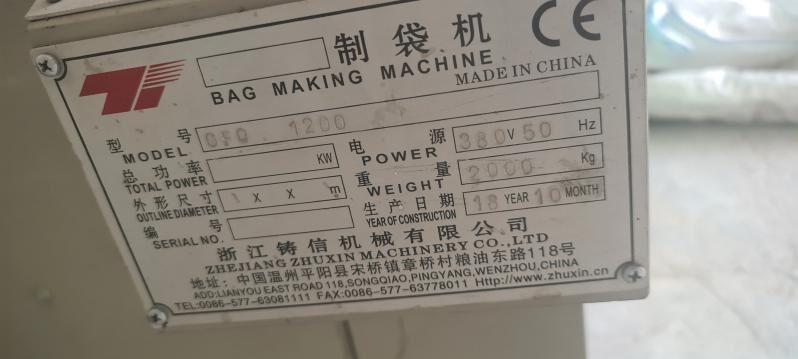 制袋机 CE
BAG MAKING MACHINE
MADE IN CHINA
型号 1200
MODEL
电源 380V 50Hz
POWER
总功率 KW
TOTAL POWER
重量 2000 Kg
WEIGHT
外形尺寸 X X m
OUTLINE DIAMETER
生产日期 18 YEAR 10 MONTH
YEAR OF CONSTRUCTION
编号
SERIAL NO.
浙江铸信机械有限公司
ZHEJIANG ZHUXIN MACHINERY CO.,LTD
地址：中国温州平阳县宋桥镇章桥村粮油东路118号
ADD:LIANYOU EAST ROAD 118,SONGQIAO,PINGYANG,WENZHOU,CHINA
TEL:0086-577-63081111 FAX:0086-577-63778011 Http://www.zhuxin.cn